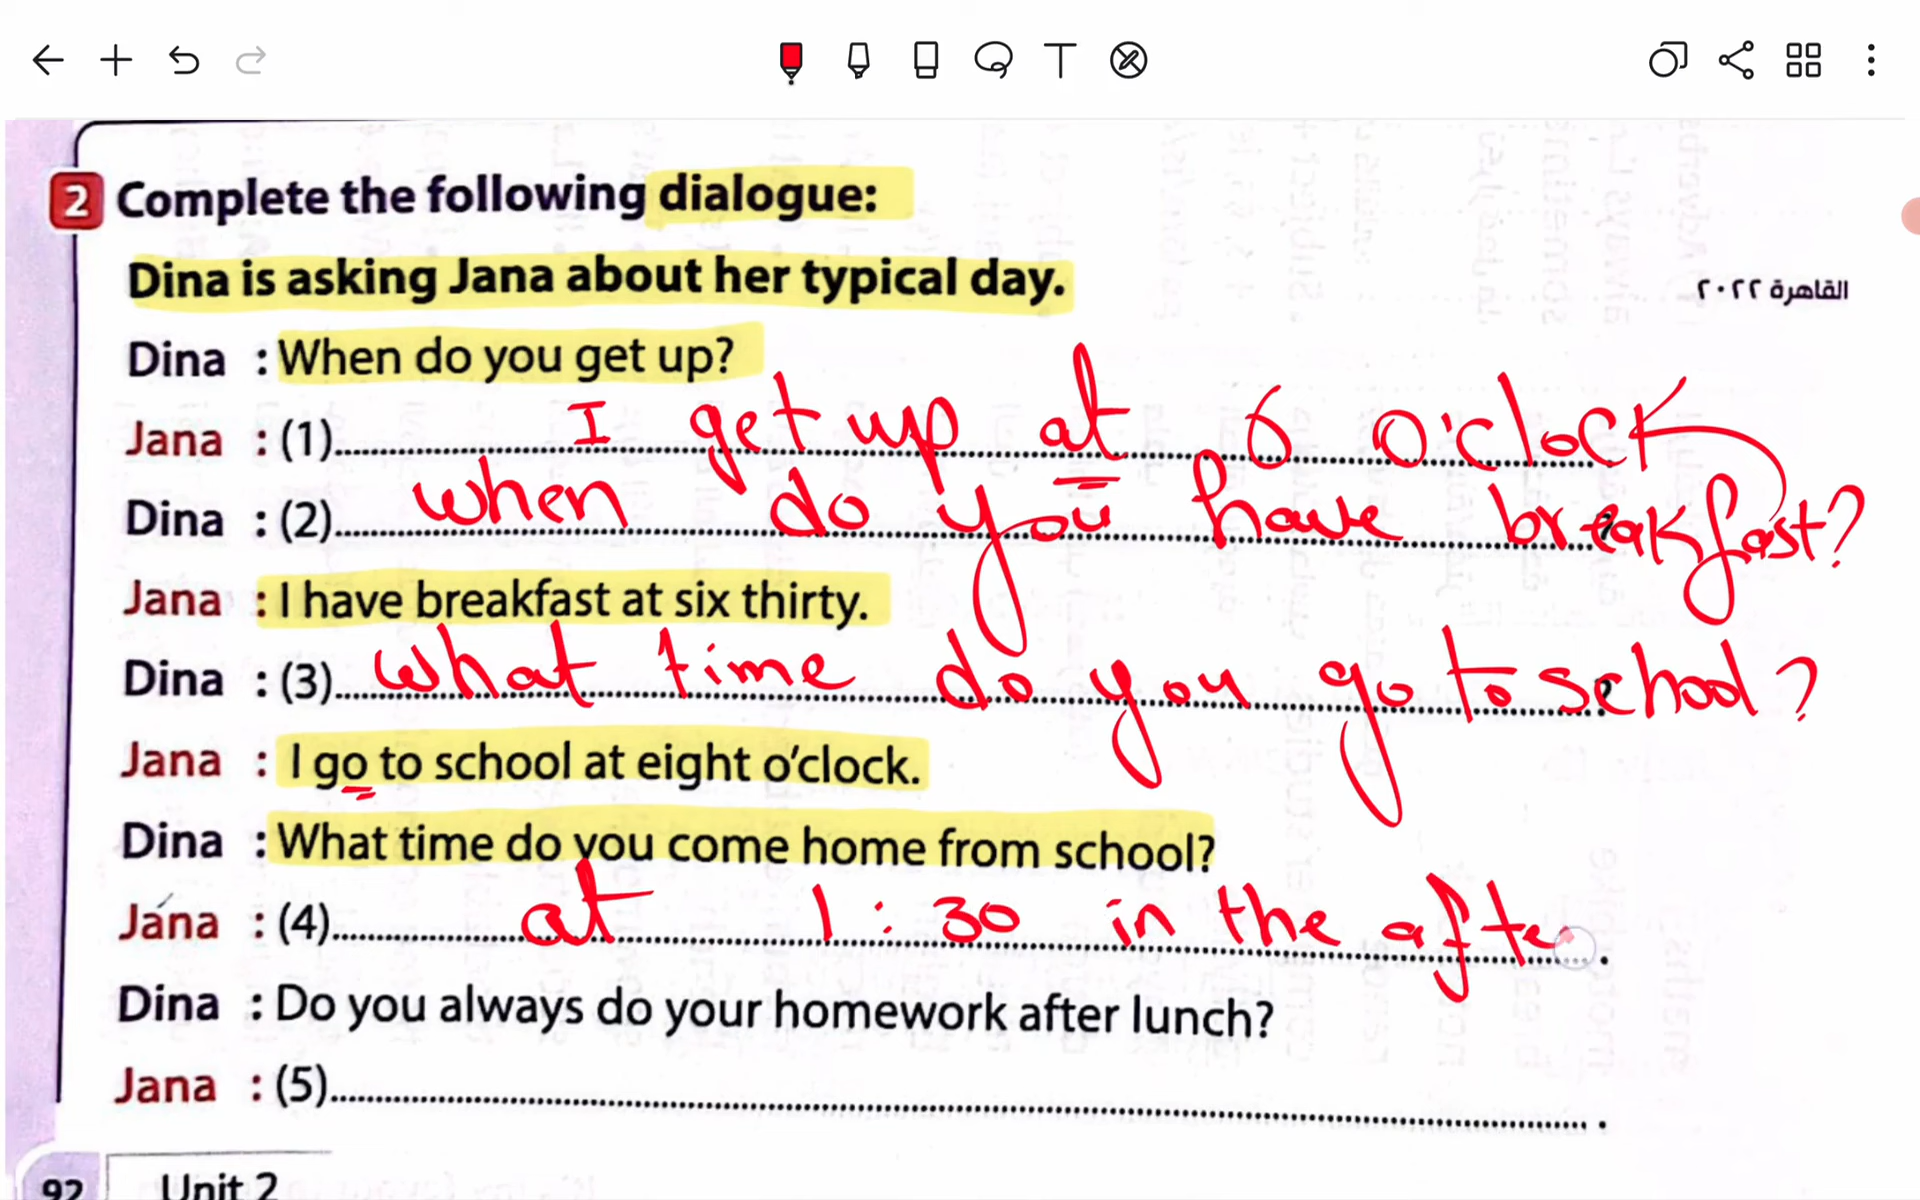 2 Complete the following dialogue:
Dina is asking Jana about her typical day.
القاهرة ٢٠٢٢
Dina : When do you get up?
Jana : (1) I get up at 6 o'clock
Dina : (2) when do you have breakfast?
Jana : I have breakfast at six thirty.
Dina : (3) what time do you go to school?
Jana : I go to school at eight o'clock.
Dina : What time do you come home from school?
Jana : (4) at 1:30 in the afte
Dina : Do you always do your homework after lunch?
Jana : (5)
92 Unit 2